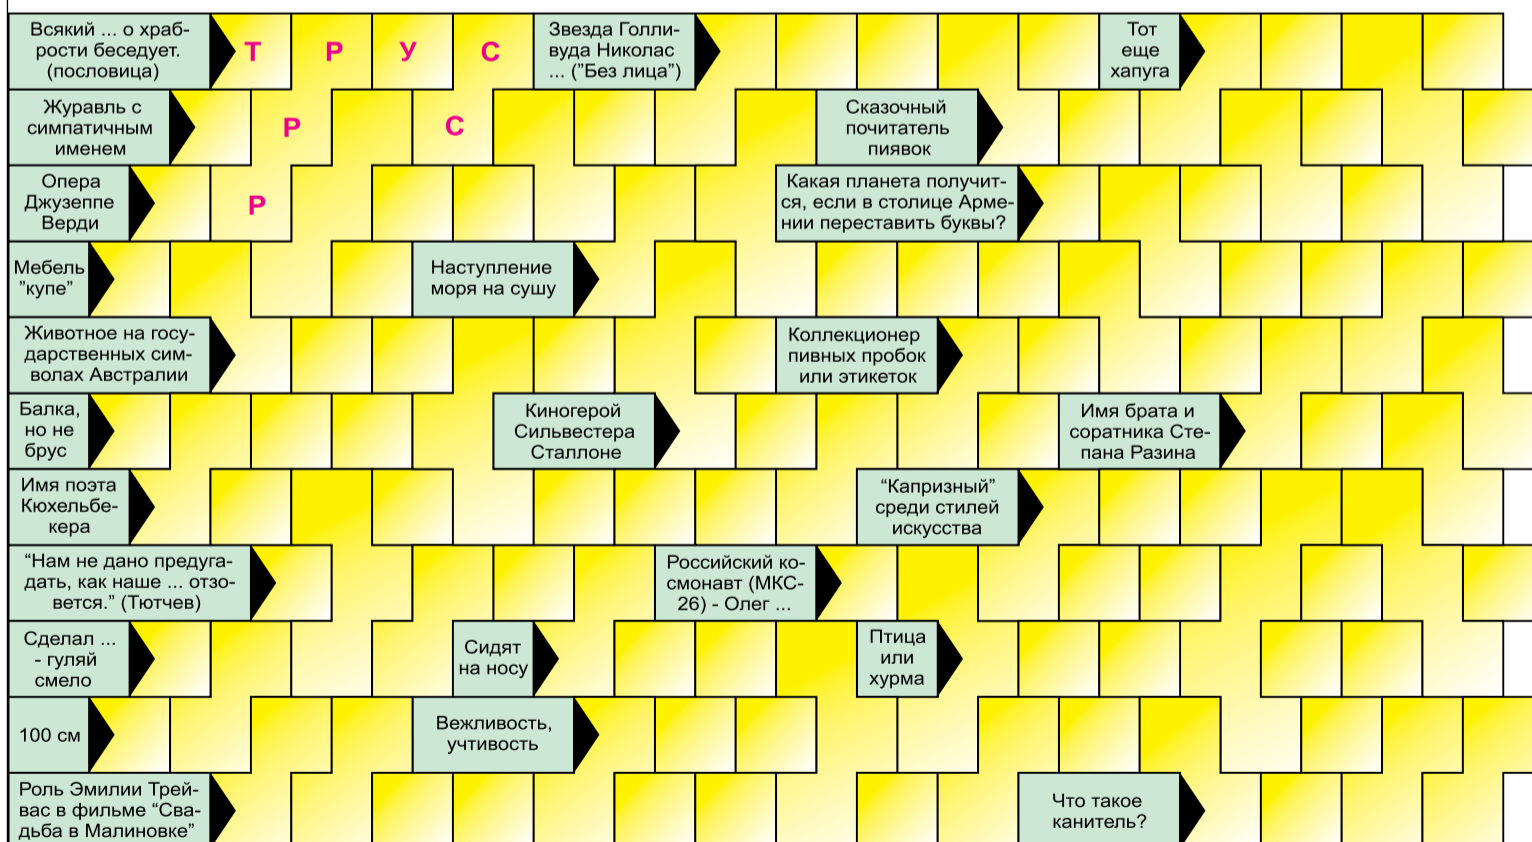 Всякий ... о храб-
рости беседует.
(пословица)
Т Р У С
Звезда Голли-
вуда Николас
... ("Без лица")
Тот
еще
хапуга
Журавль с
симпатичным
именем
Р С
Сказочный
почитатель
пиявок
Опера
Джузеппе
Верди
Р
Какая планета получит-
ся, если в столице Арме-
нии переставить буквы?
Мебель
"купе"
Наступление
моря на сушу
Животное на госу-
дарственных сим-
волах Австралии
Коллекционер
пивных пробок
или этикеток
Балка,
но не
брус
Киногерой
Сильвестера
Сталлоне
Имя брата и
соратника Сте-
пана Разина
Имя поэта
Кюхельбе-
кера
“Капризный”
среди стилей
искусства
“Нам не дано предуга-
дать, как наше ... отзо-
вется.” (Тютчев)
Российский ко-
смонавт (МКС-
26) - Олег ...
Сделал ...
- гуляй
смело
Сидят
на носу
Птица
или
хурма
100 см
Вежливость,
учтивость
Роль Эмилии Трей-
вас в фильме “Сва-
дьба в Малиновке”
Что такое
канитель?